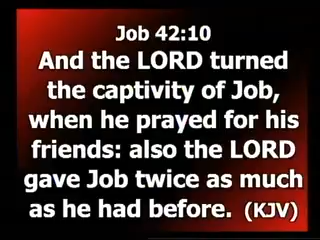 Job 42:10
And the LORD turned
the captivity of Job,
when he prayed for his
friends: also the LORD
gave Job twice as much
as he had before. (KJV)